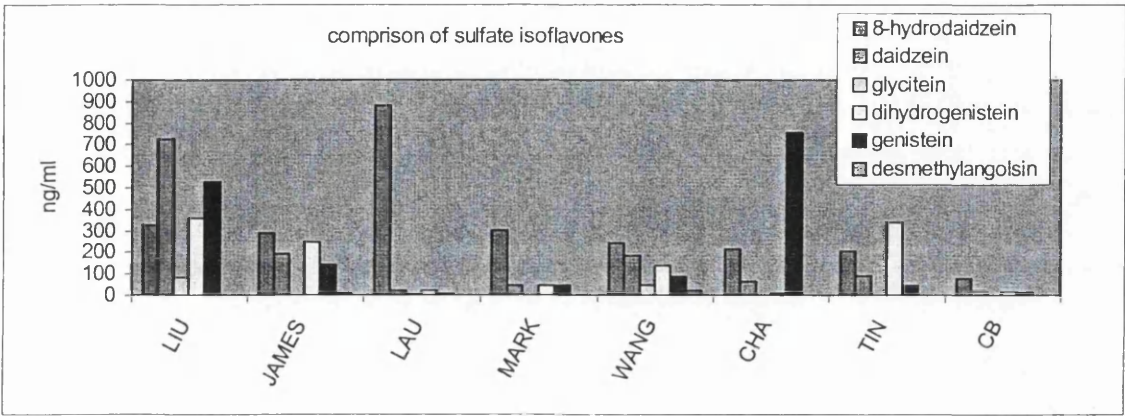 comprison of sulfate isoflavones
8-hydrodaidzein
daidzein
glycitein
dihydrogenistein
genistein
desmethylangolsin
1000
900
800
700
600
500
400
300
200
100
0
ng/ml
LIU
JAMES
LAU
MARK
WANG
CHA
TIN
CB